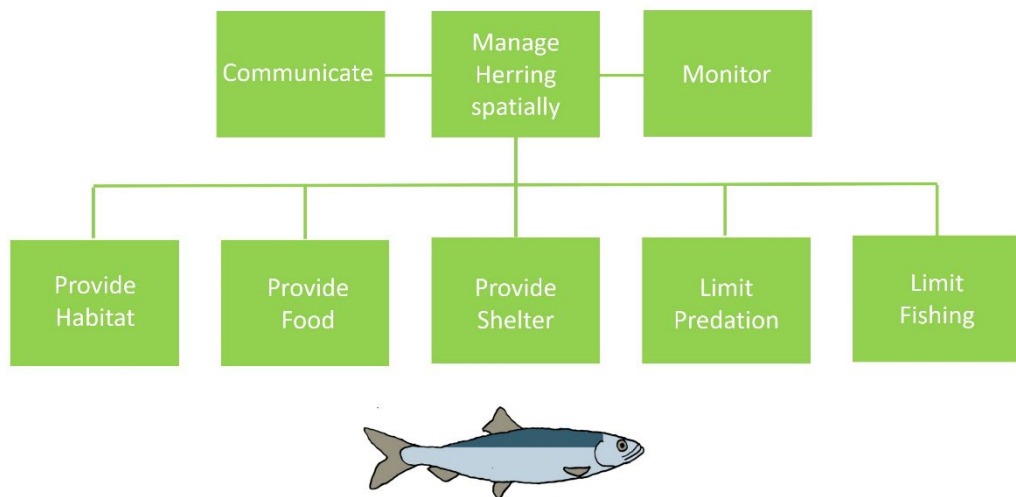 Communicate
Manage
Herring
spatially
Monitor
Provide
Habitat
Provide
Food
Provide
Shelter
Limit
Predation
Limit
Fishing